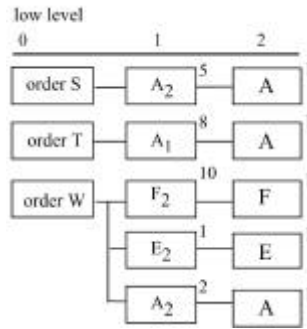 low level
0 1 2
5
order S A₂ A
8
order T A₁ A
10
order W F₂ F
1
E₂ E
2
A₂ A